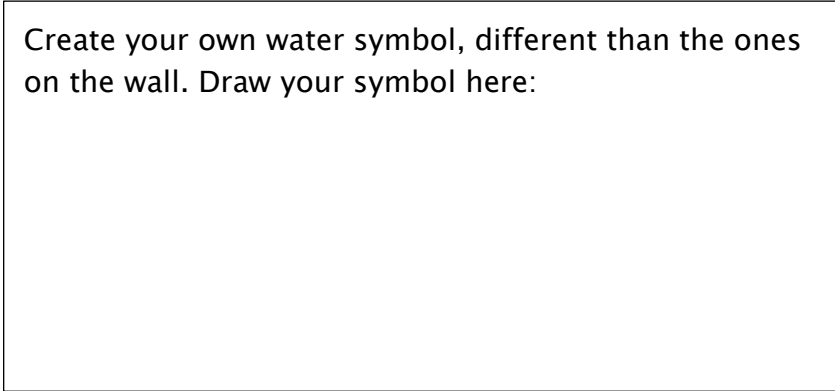 Create your own water symbol, different than the ones
on the wall. Draw your symbol here: